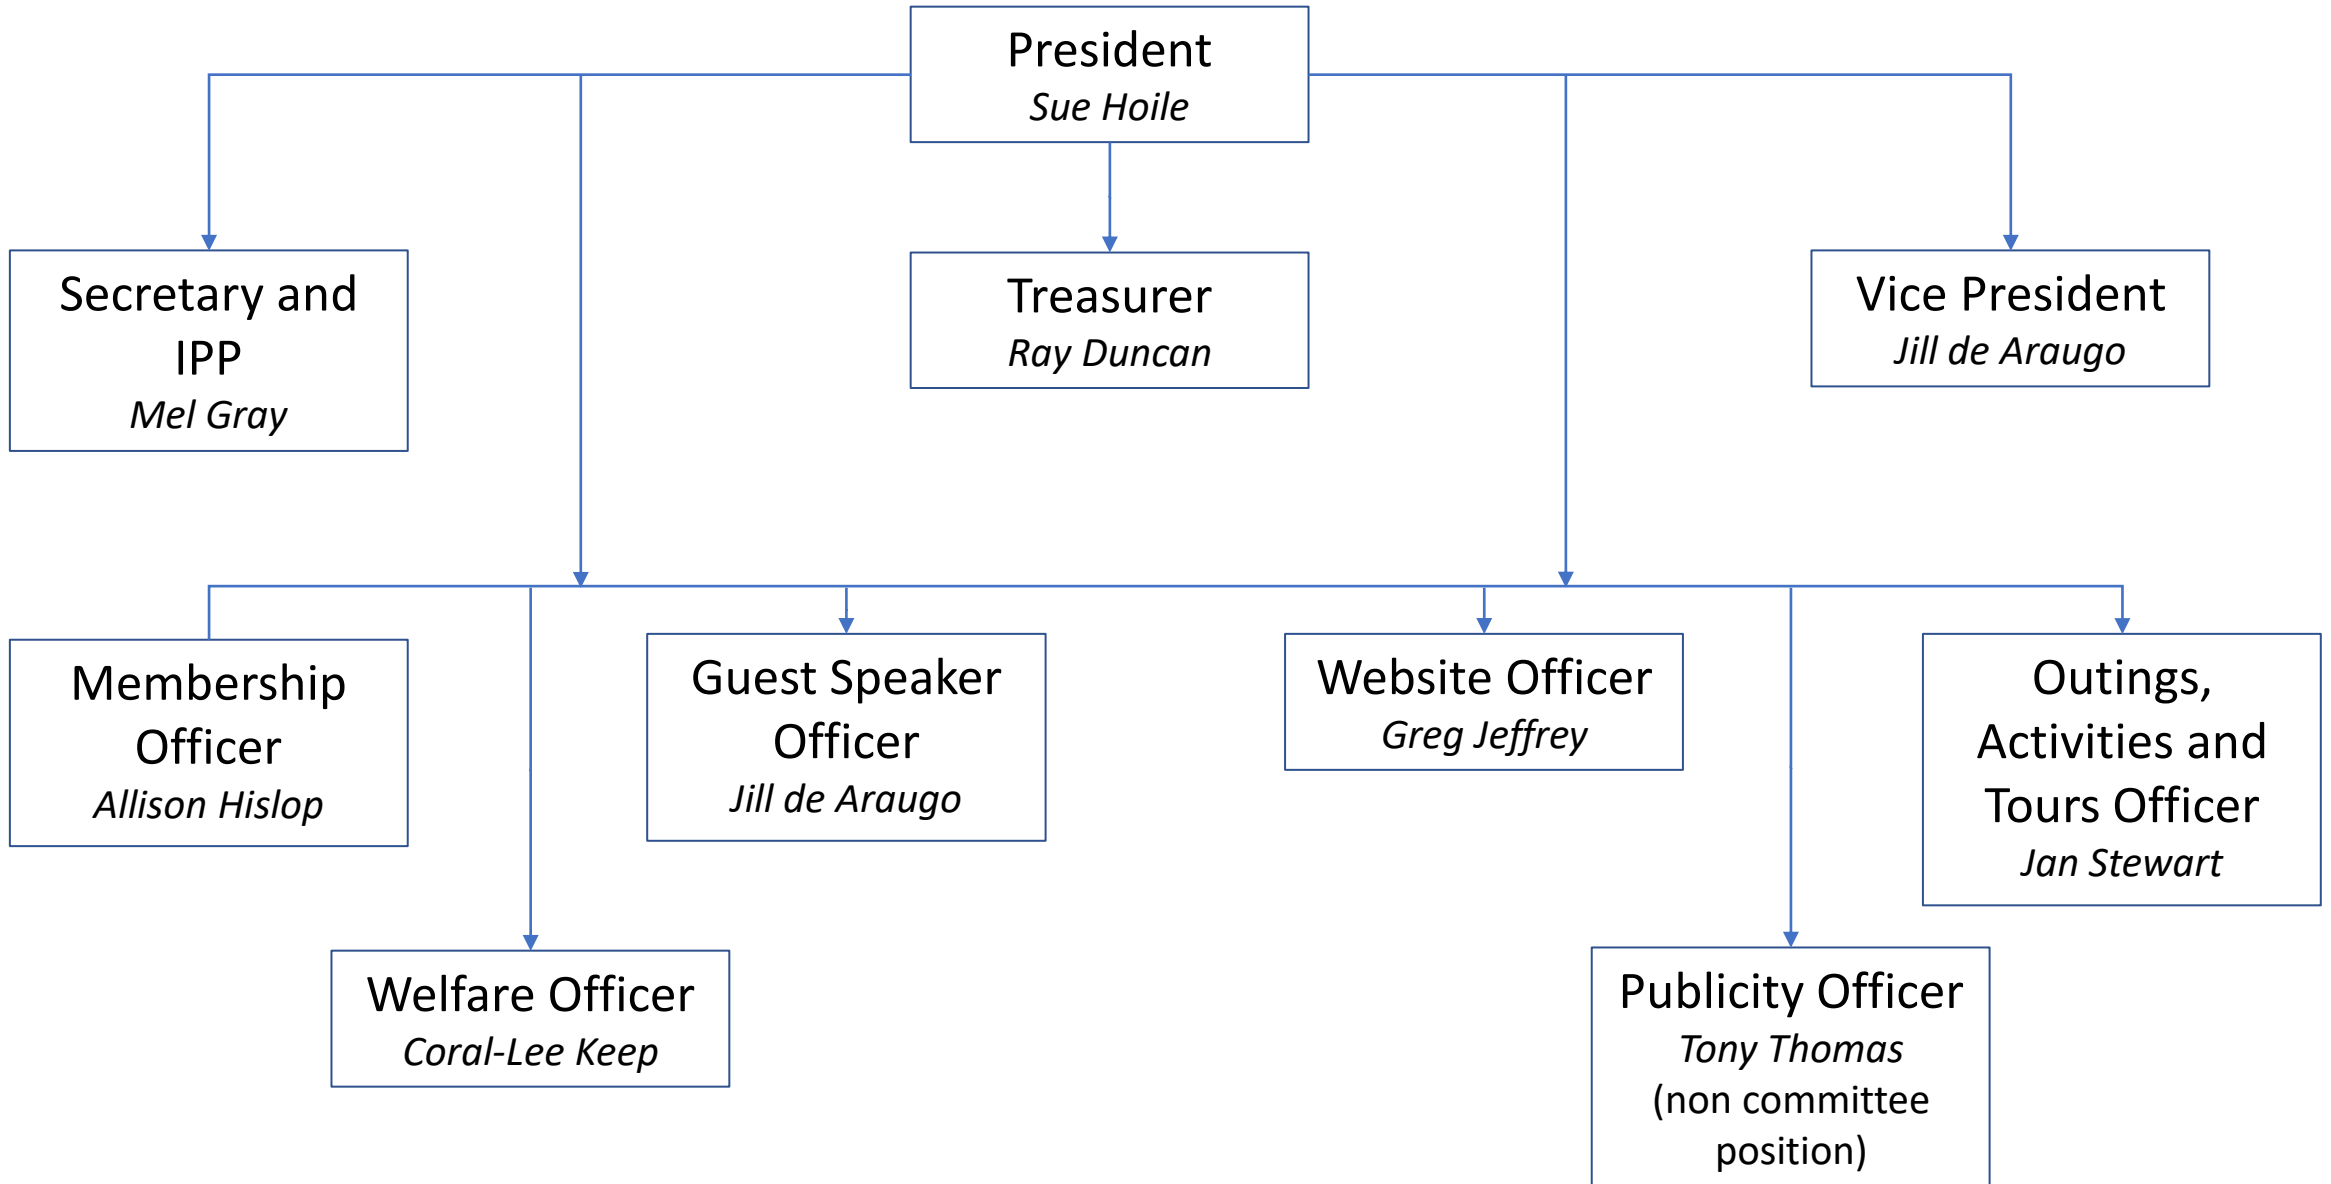 President
Sue Hoile
Secretary and
IPP
Mel Gray
Treasurer
Ray Duncan
Vice President
Jill de Araugo
Membership
Officer
Allison Hislop
Guest Speaker
Officer
Jill de Araugo
Website Officer
Greg Jeffrey
Outings,
Activities and
Tours Officer
Jan Stewart
Welfare Officer
Coral-Lee Keep
Publicity Officer
Tony Thomas
(non committee
position)